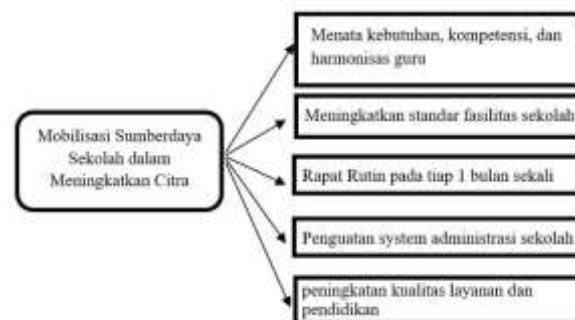 Mobilisasi Sumberdaya
Sekolah dalam
Meningkatkan Citra
Menata kebutuhan, kompetensi, dan
harmonisas guru
Meningkatkan standar fasilitas sekolah
Rapat Rutin pada tiap 1 bulan sekali
Penguatan system administrasi sekolah
peningkatan kualitas layanan dan
pendidikan